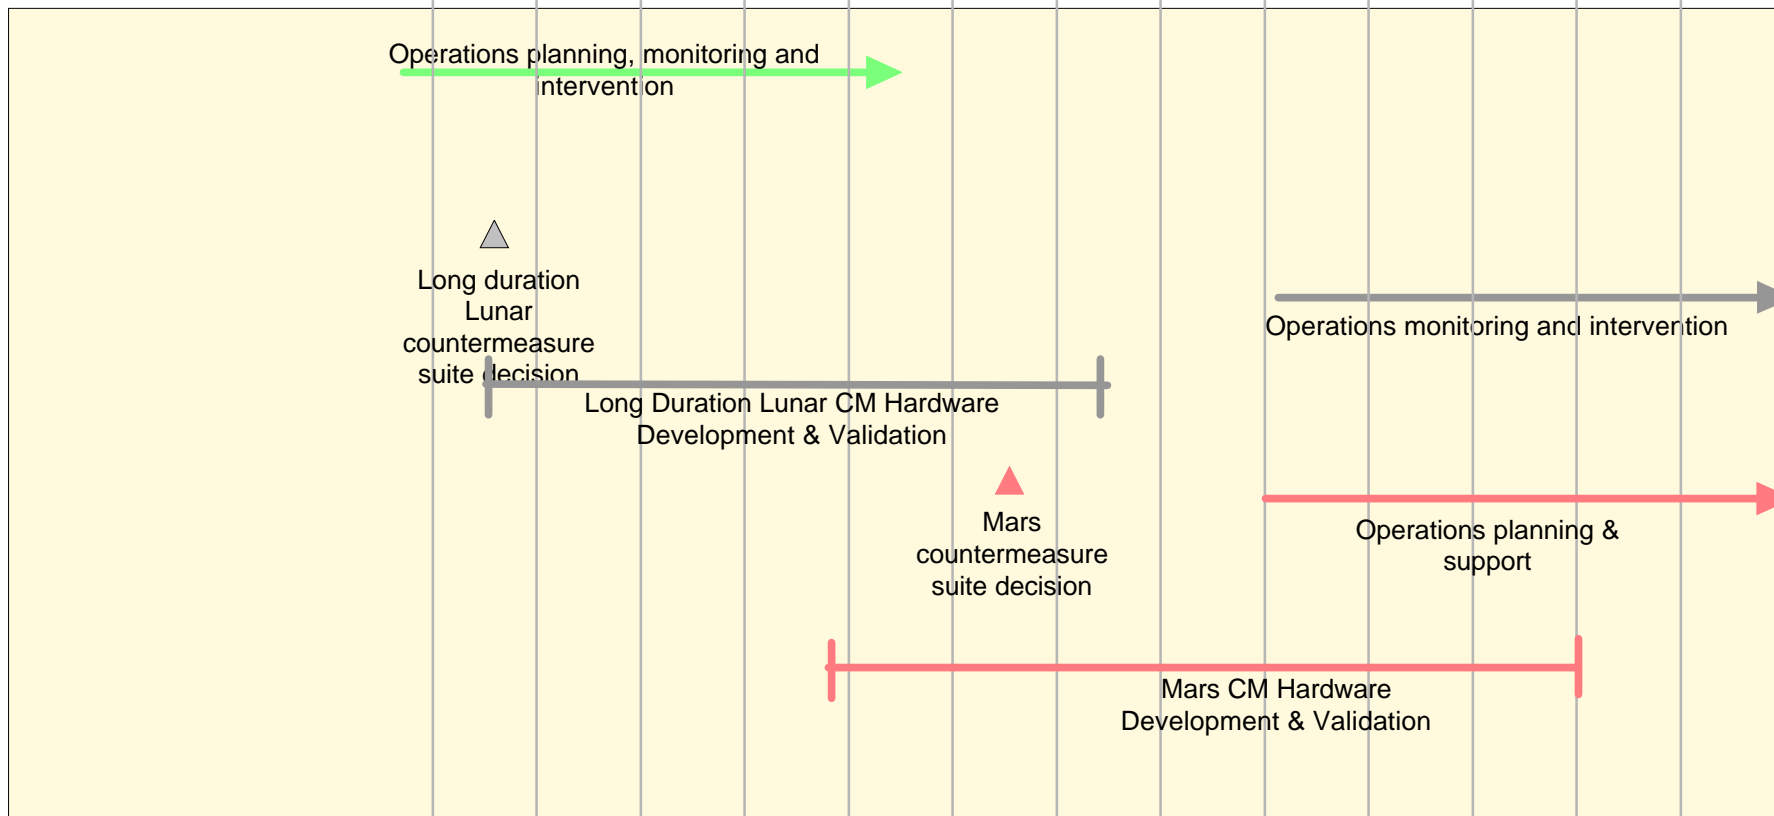 Operations planning, monitoring and
intervention
Long duration
Lunar
countermeasure
suite decision
Operations monitoring and intervention
Long Duration Lunar CM Hardware
Development & Validation
Mars
countermeasure
suite decision
Operations planning &
support
Mars CM Hardware
Development & Validation